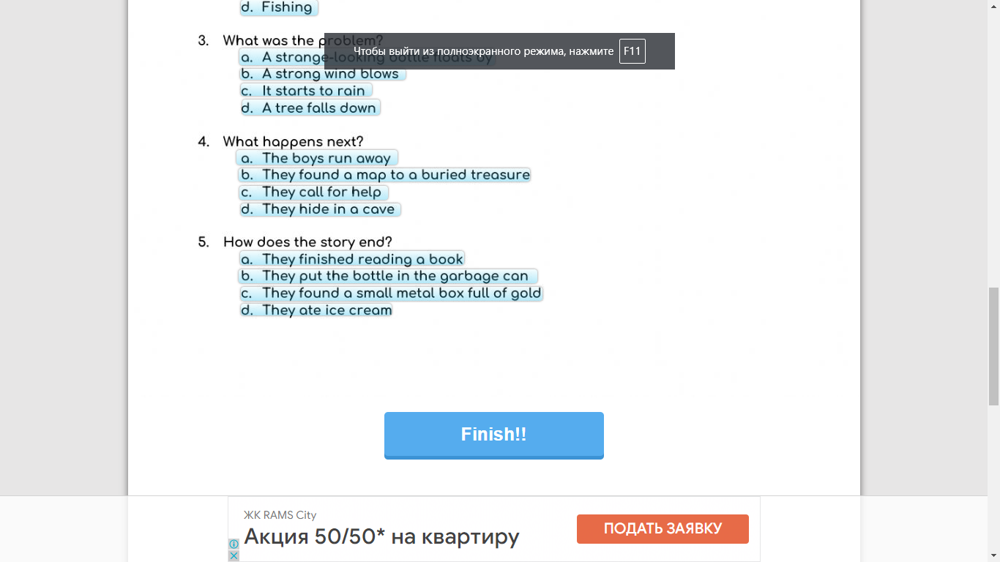 d. Fishing
3. What was the problem?
Чтобы выйти из полноэкранного режима, нажмите F11
a. A strange-looking bottle floats by
b. A strong wind blows
c. It starts to rain
d. A tree falls down
4. What happens next?
a. The boys run away
b. They found a map to a buried treasure
c. They call for help
d. They hide in a cave
5. How does the story end?
a. They finished reading a book
b. They put the bottle in the garbage can
c. They found a small metal box full of gold
d. They ate ice cream
Finish!!
ЖК RAMS City
Акция 50/50* на квартиру
ПОДАТЬ ЗАЯВКУ